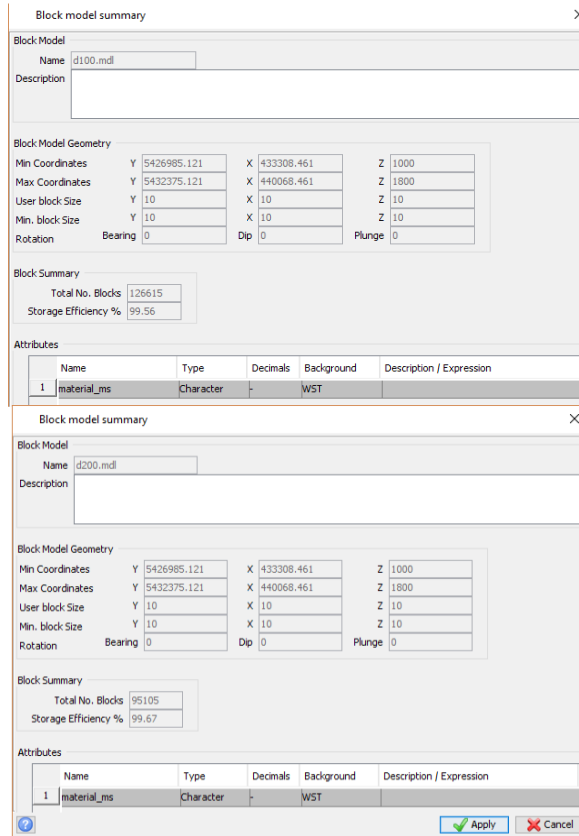 Block model summary
Block Model
Name d100.mdl
Description
Block Model Geometry
Min Coordinates Y 5426985.121 X 433308.461 Z 1000
Max Coordinates Y 5432375.121 X 440068.461 Z 1800
User block Size Y 10 X 10 Z 10
Min. block Size Y 10 X 10 Z 10
Rotation Bearing 0 Dip 0 Plunge 0
Block Summary
Total No. Blocks 126615
Storage Efficiency % 99.56
Attributes
Name Type Decimals Background Description / Expression
1 material_ms Character - WST
Block model summary
Block Model
Name d200.mdl
Description
Block Model Geometry
Min Coordinates Y 5426985.121 X 433308.461 Z 1000
Max Coordinates Y 5432375.121 X 440068.461 Z 1800
User block Size Y 10 X 10 Z 10
Min. block Size Y 10 X 10 Z 10
Rotation Bearing 0 Dip 0 Plunge 0
Block Summary
Total No. Blocks 95105
Storage Efficiency % 99.67
Attributes
Name Type Decimals Background Description / Expression
1 material_ms Character - WST
? Apply Cancel